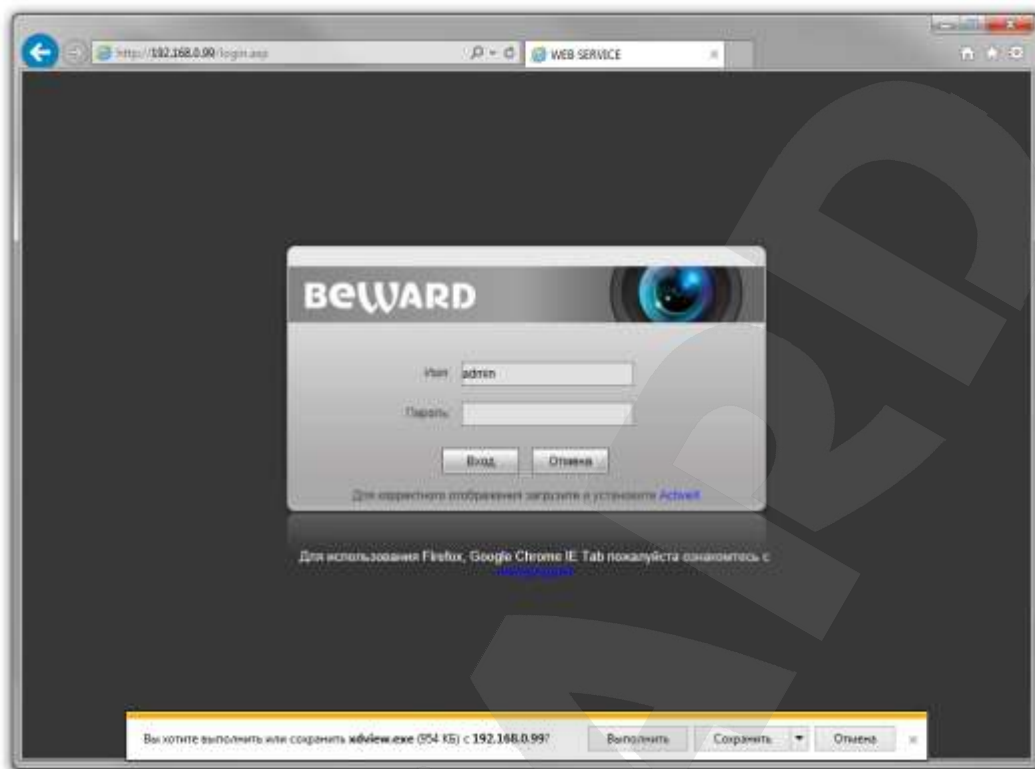 http://192.168.0.99/login.asp
WEB SERVICE
BEWARD
Имя
admin
Пароль
Вход
Отмена
Для корректного отображения загрузите и установите ActiveX
Для использования Firefox, Google Chrome IE Tab пожалуйста ознакомьтесь с
Вы хотите выполнить или сохранить xdview.exe (954 КБ) с 192.168.0.99?
Выполнить
Сохранить
Отмена